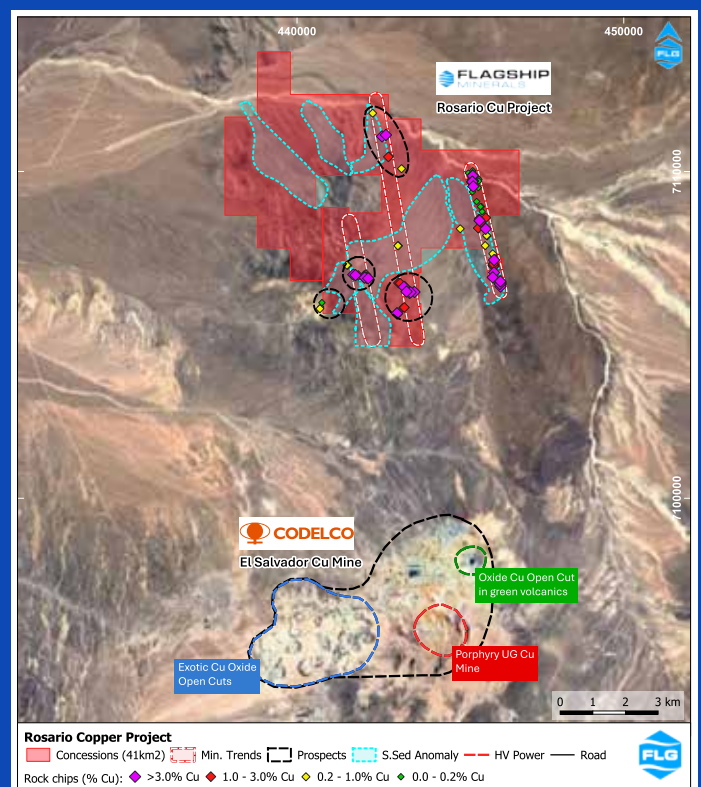 440000
450000
FLAGSHIP
MINERALS
Rosario Cu Project
7110000
7100000
CODELCO
El Salvador Cu Mine
Oxide Cu Open Cut
in green volcanics
Exotic Cu Oxide
Open Cuts
Porphyry UG Cu
Mine
0 1 2 3 km
Rosario Copper Project
Concessions (41km2) Min. Trends Prospects S.Sed Anomaly HV Power Road
Rock chips (% Cu): >3.0% Cu 1.0 - 3.0% Cu 0.2 - 1.0% Cu 0.0 - 0.2% Cu
FLG
FLG